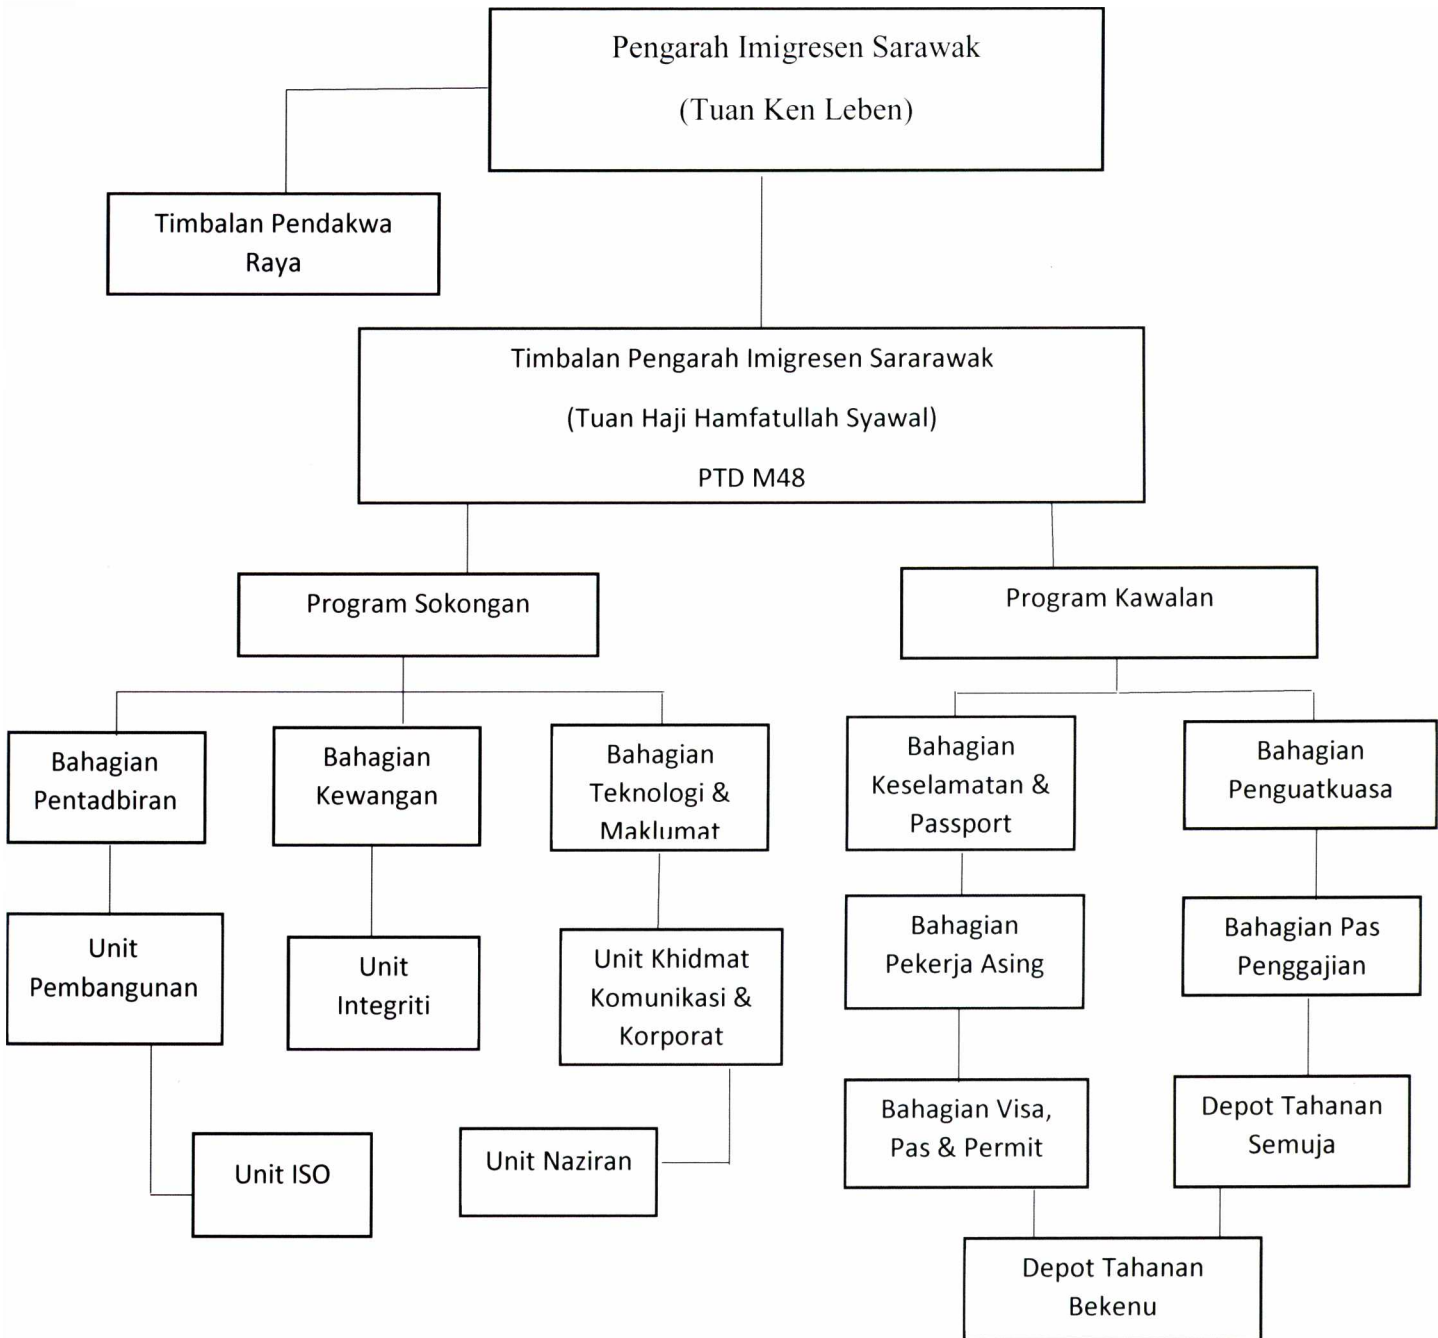 Pengarah Imigresen Sarawak
(Tuan Ken Leben)
Timbalan Pendakwa
Raya
Timbalan Pengarah Imigresen Sararawak
(Tuan Haji Hamfatullah Syawal)
PTD M48
Program Sokongan
Program Kawalan
Bahagian
Pentadbiran
Bahagian
Kewangan
Bahagian
Teknologi &
Maklumat
Bahagian
Keselamatan &
Passport
Bahagian
Penguatkuasa
Unit
Pembangunan
Unit
Integriti
Unit Khidmat
Komunikasi &
Korporat
Bahagian
Pekerja Asing
Bahagian Pas
Penggajian
Unit ISO
Unit Naziran
Bahagian Visa,
Pas & Permit
Depot Tahanan
Semuja
Depot Tahanan
Bekenu